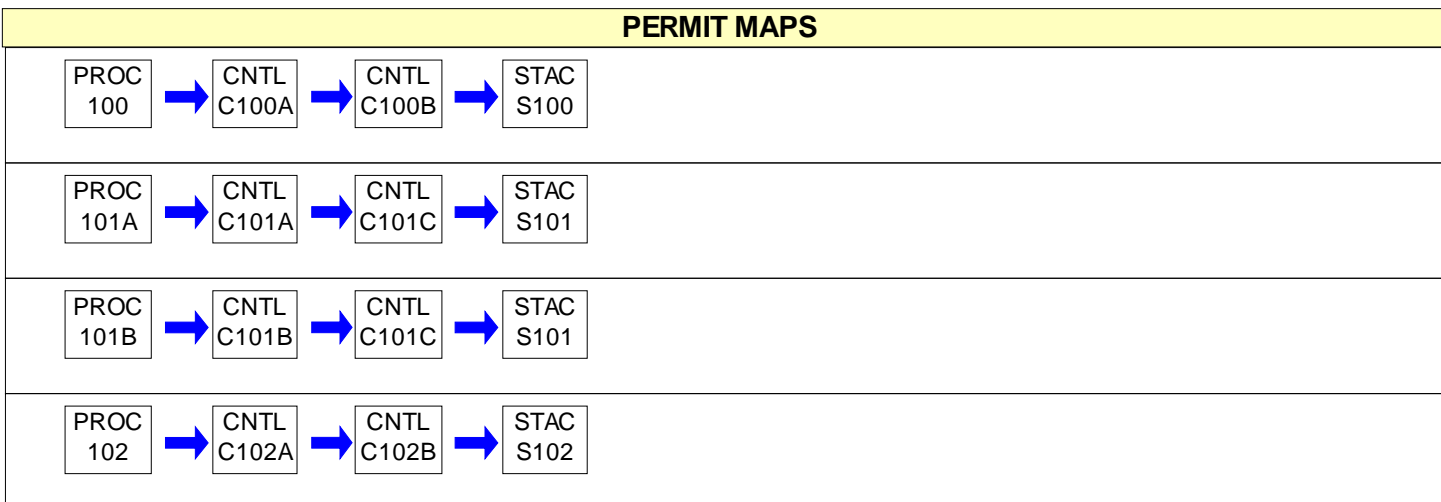 PERMIT MAPS
PROC CNTL CNTL STAC
100 C100A C100B S100
PROC CNTL CNTL STAC
101A C101A C101C S101
PROC CNTL CNTL STAC
101B C101B C101C S101
PROC CNTL CNTL STAC
102 C102A C102B S102